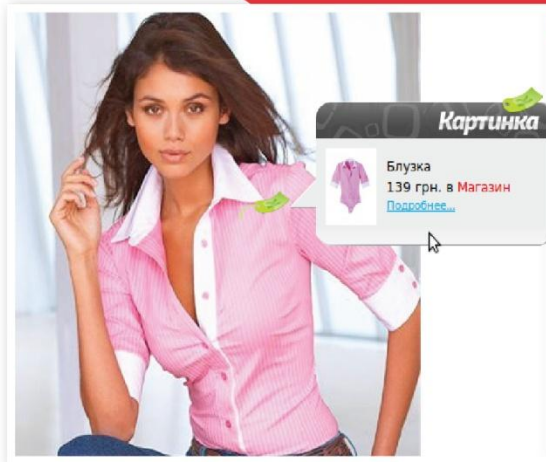 Картинка
Блузка
139 грн. в Магазин
Подробнее...